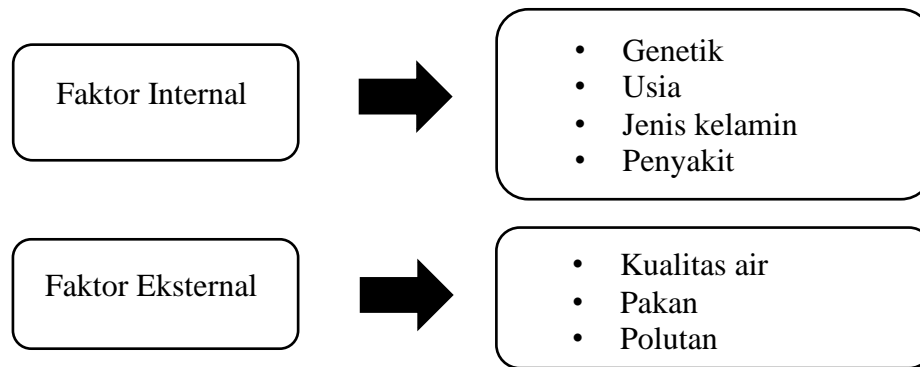 Faktor Internal
• Genetik
• Usia
• Jenis kelamin
• Penyakit
Faktor Eksternal
• Kualitas air
• Pakan
• Polutan